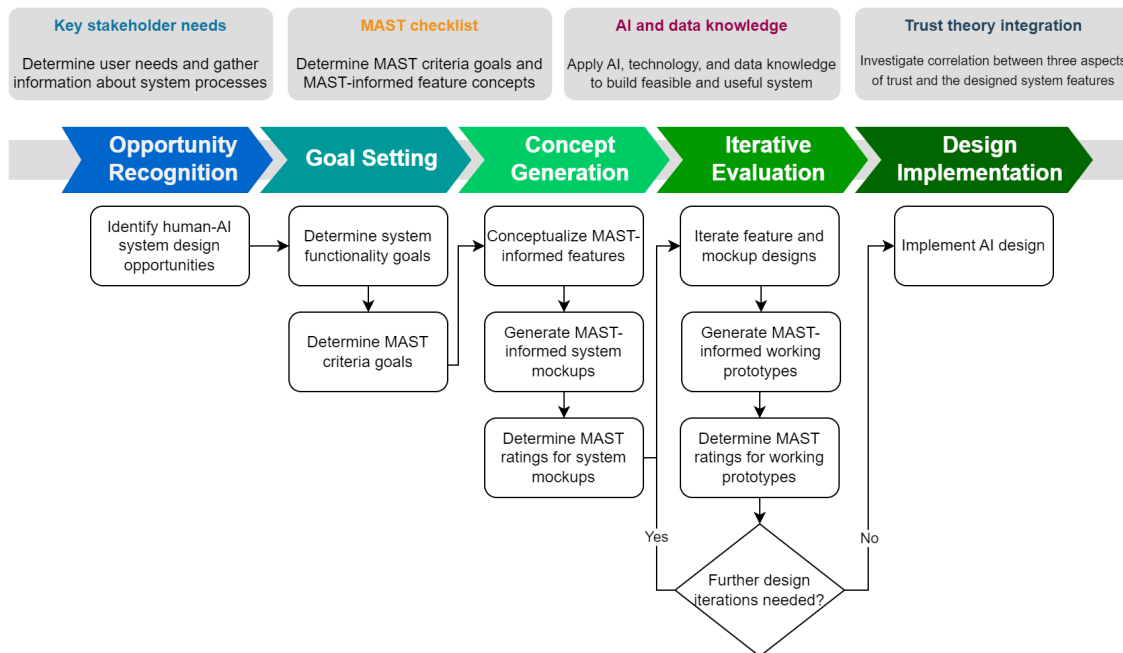 Key stakeholder needs
Determine user needs and gather
information about system processes
MAST checklist
Determine MAST criteria goals and
MAST-informed feature concepts
AI and data knowledge
Apply AI, technology, and data knowledge
to build feasible and useful system
Trust theory integration
Investigate correlation between three aspects
of trust and the designed system features
Opportunity
Recognition
Goal Setting
Concept
Generation
Iterative
Evaluation
Design
Implementation
Identify human-AI
system design
opportunities
Determine system
functionality goals
Determine MAST
criteria goals
Conceptualize MAST-
informed features
Generate MAST-
informed system
mockups
Determine MAST
ratings for system
mockups
Iterate feature and
mockup designs
Generate MAST-
informed working
prototypes
Determine MAST
ratings for working
prototypes
Further design
iterations needed?
Yes
No
Implement AI design